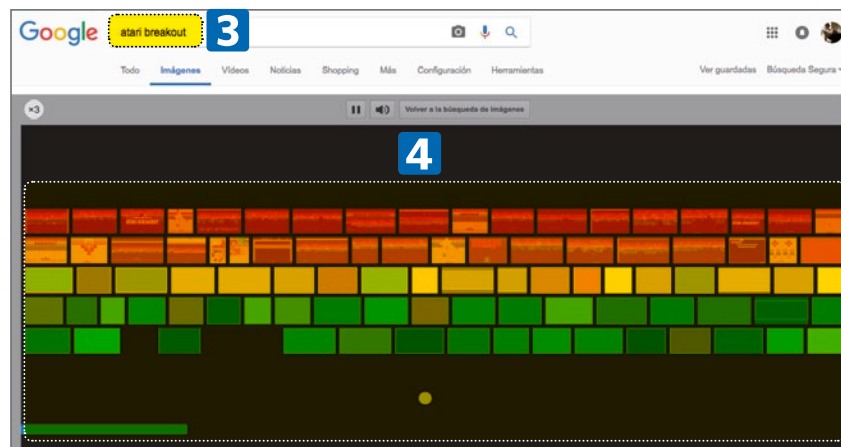 Google atari breakout 3
Todo Imágenes Vídeos Noticias Shopping Más Configuración Herramientas Ver guardadas Búsqueda Segura
×3 Volver a la búsqueda de imágenes
4